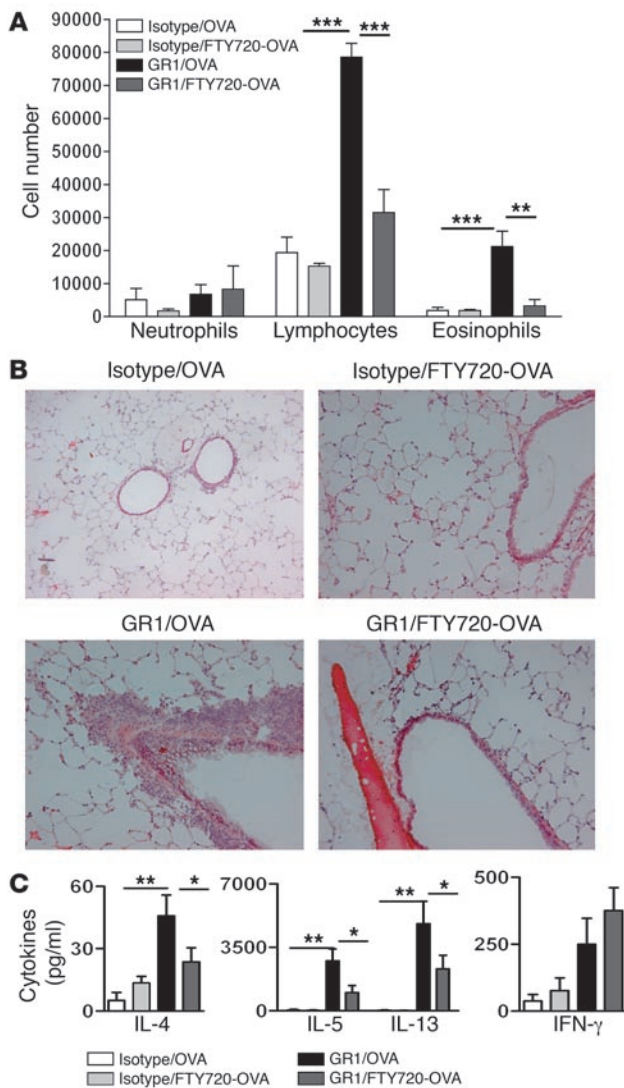 A
90000
80000
70000
60000
50000
40000
30000
20000
10000
0
Cell number
Isotype/OVA
Isotype/FTY720-OVA
GR1/OVA
GR1/FTY720-OVA
*** ***
*** **
Neutrophils Lymphocytes Eosinophils
B
Isotype/OVA Isotype/FTY720-OVA
GR1/OVA GR1/FTY720-OVA
C
Cytokines
(pg/ml)
60
30
0
** *
IL-4
7000
3500
0
** *
** *
IL-5 IL-13
500
250
0
IFN-γ
Isotype/OVA GR1/OVA
Isotype/FTY720-OVA GR1/FTY720-OVA